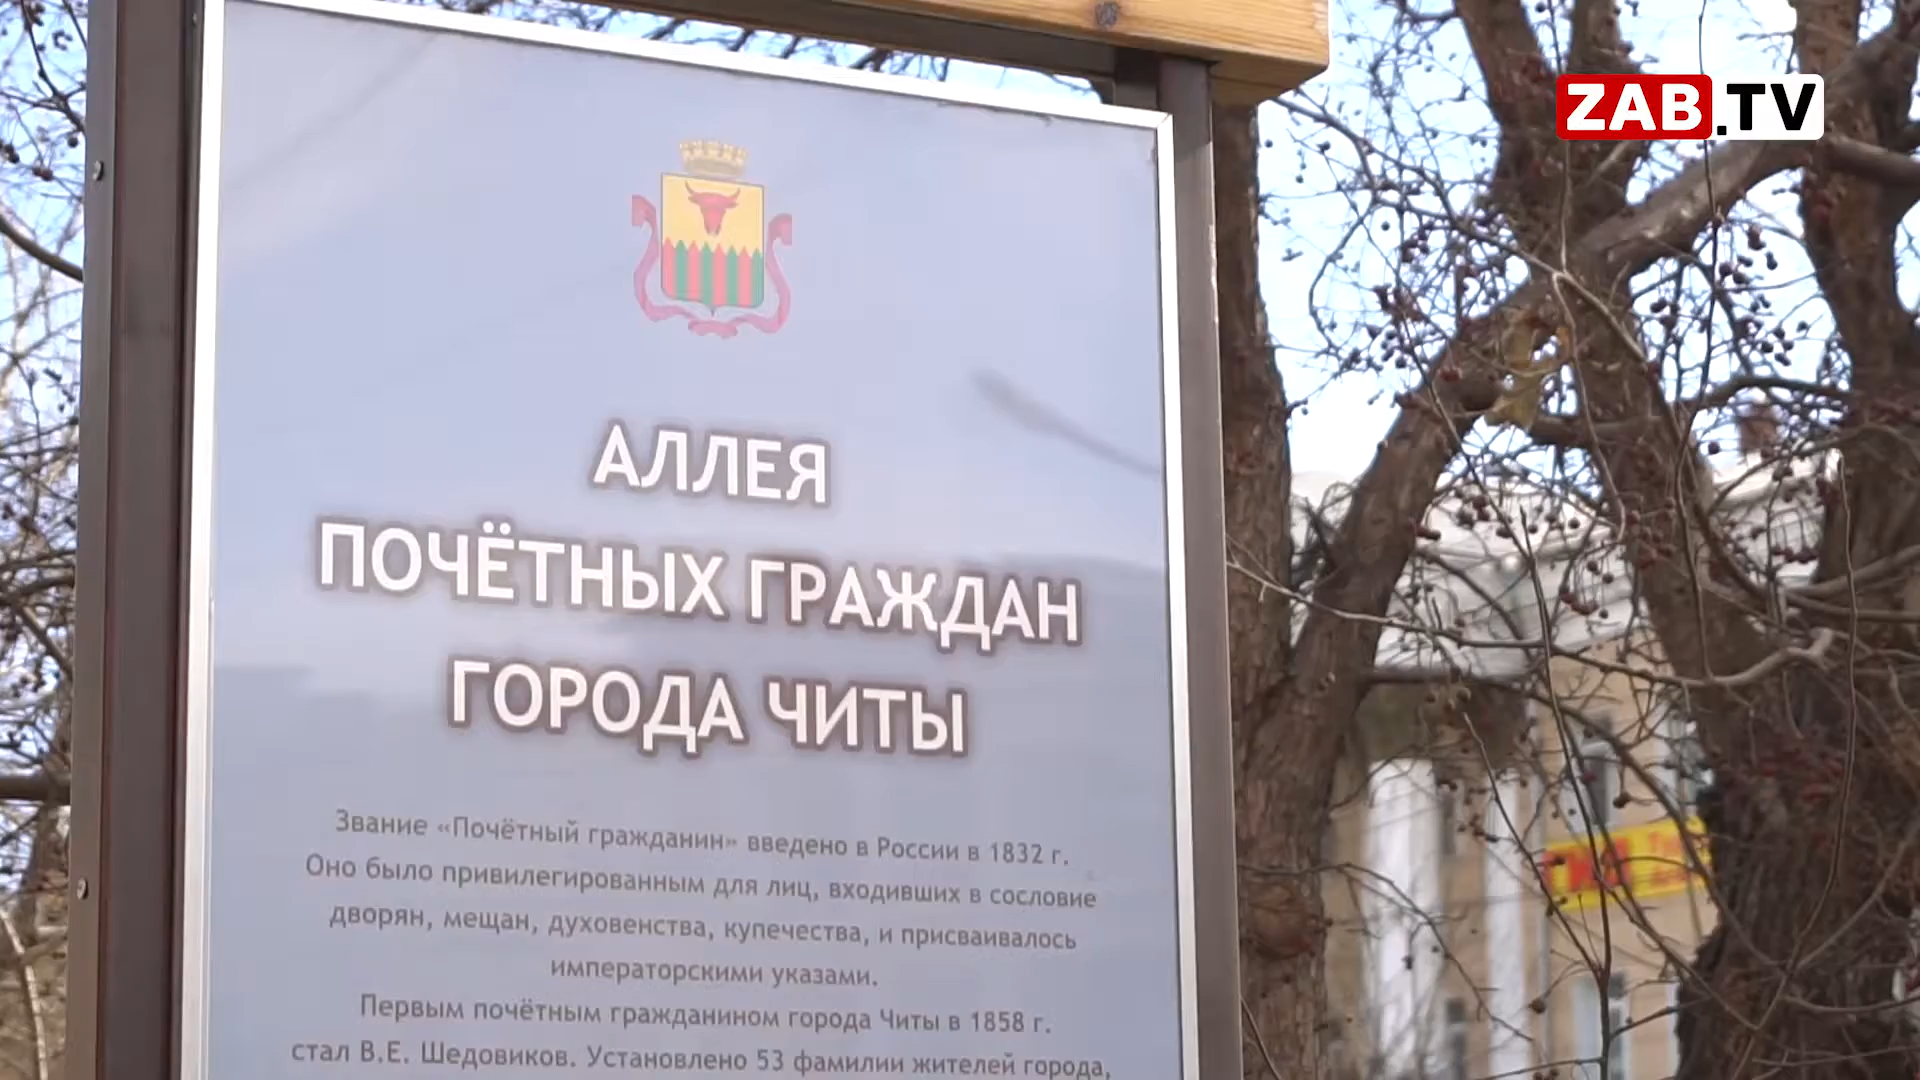 ZAB.TV
АЛЛЕЯ
ПОЧЁТНЫХ ГРАЖДАН
ГОРОДА ЧИТЫ
Звание «Почётный гражданин» введено в России в 1832 г.
Оно было привилегированным для лиц, входивших в сословие
дворян, мещан, духовенства, купечества, и присваивалось
императорскими указами.
Первым почётным гражданином города Читы в 1858 г.
стал В.Е. Шедовиков. Установлено 53 фамилии жителей города,